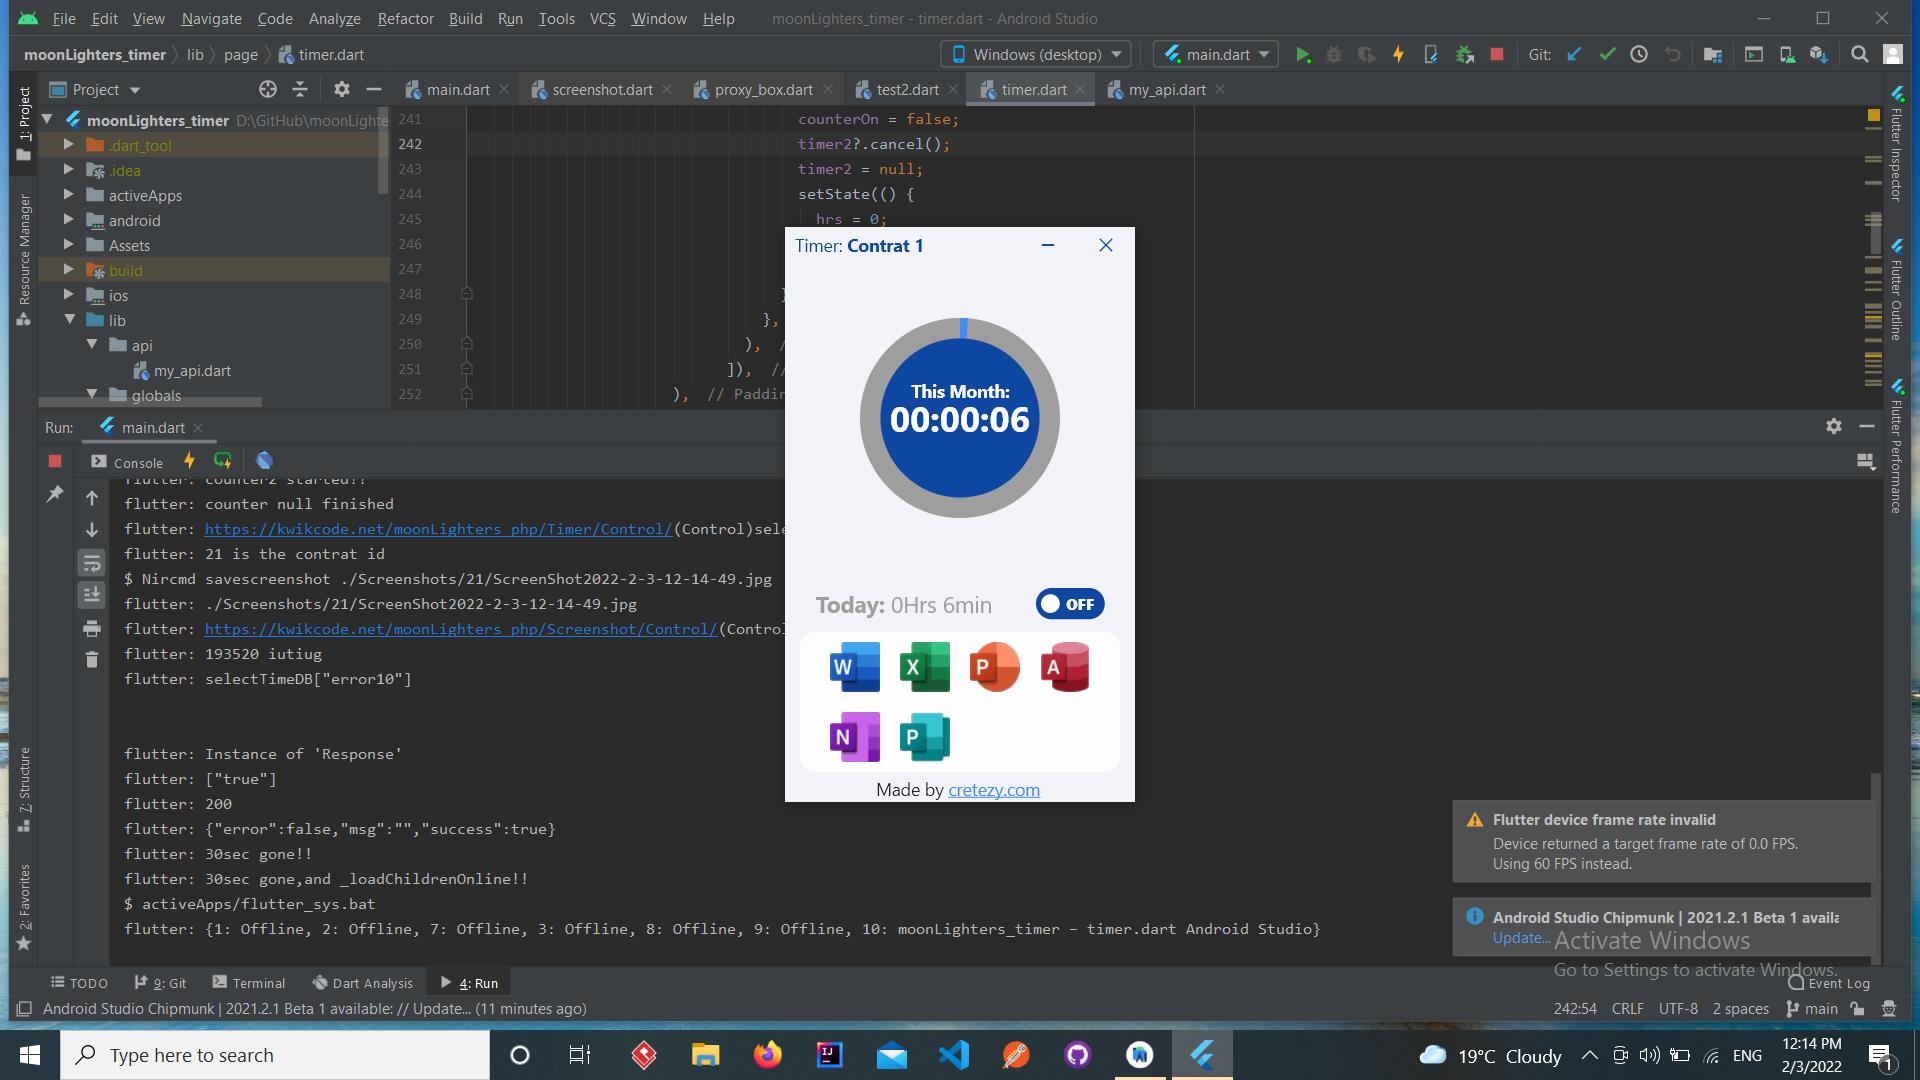 File Edit View Navigate Code Analyze Refactor Build Run Tools VCS Window Help moonLighters_timer - timer.dart - Android Studio
moonLighters_timer lib page timer.dart Windows (desktop) main.dart Git:
Project main.dart screenshot.dart proxy_box.dart test2.dart timer.dart my_api.dart
1: Project
Resource Manager
7: Structure
2: Favorites
moonLighters_timer D:\GitHub\moonLighte
.dart_tool
.idea
activeApps
android
Assets
build
ios
lib
api
my_api.dart
globals
241 counterOn = false;
242 timer2?.cancel();
243 timer2 = null;
244 setState(() {
245 hrs = 0;
246
247
248 }
249 },
250 ), /
251 ]), //
252 ), // Paddin
Flutter Inspector
Flutter Outline
Flutter Performance
Timer: Contrat 1
This Month:
00:00:06
Today: 0Hrs 6min OFF
W X P A
N P
Made by cretezy.com
Run: main.dart
Console
flutter: counter2 started!!
flutter: counter null finished
flutter: https://kwikcode.net/moonLighters_php/Timer/Control/(Control)sele
flutter: 21 is the contrat id
$ Nircmd savescreenshot ./Screenshots/21/ScreenShot2022-2-3-12-14-49.jpg
flutter: ./Screenshots/21/ScreenShot2022-2-3-12-14-49.jpg
flutter: https://kwikcode.net/moonLighters_php/Screenshot/Control/(Contro
flutter: 193520 iutiug
flutter: selectTimeDB["error10"]
flutter: Instance of 'Response'
flutter: ["true"]
flutter: 200
flutter: {"error":false,"msg":"","success":true}
flutter: 30sec gone!!
flutter: 30sec gone,and _loadChildrenOnline!!
$ activeApps/flutter_sys.bat
flutter: {1: Offline, 2: Offline, 7: Offline, 3: Offline, 8: Offline, 9: Offline, 10: moonLighters_timer – timer.dart Android Studio}
Flutter device frame rate invalid
Device returned a target frame rate of 0.0 FPS.
Using 60 FPS instead.
Android Studio Chipmunk | 2021.2.1 Beta 1 availa
Update...
Activate Windows
Go to Settings to activate Windows.
TODO 9: Git Terminal Dart Analysis 4: Run Event Log
Android Studio Chipmunk | 2021.2.1 Beta 1 available: // Update... (11 minutes ago) 242:54 CRLF UTF-8 2 spaces main
Type here to search 19°C Cloudy ENG 12:14 PM
2/3/2022
1